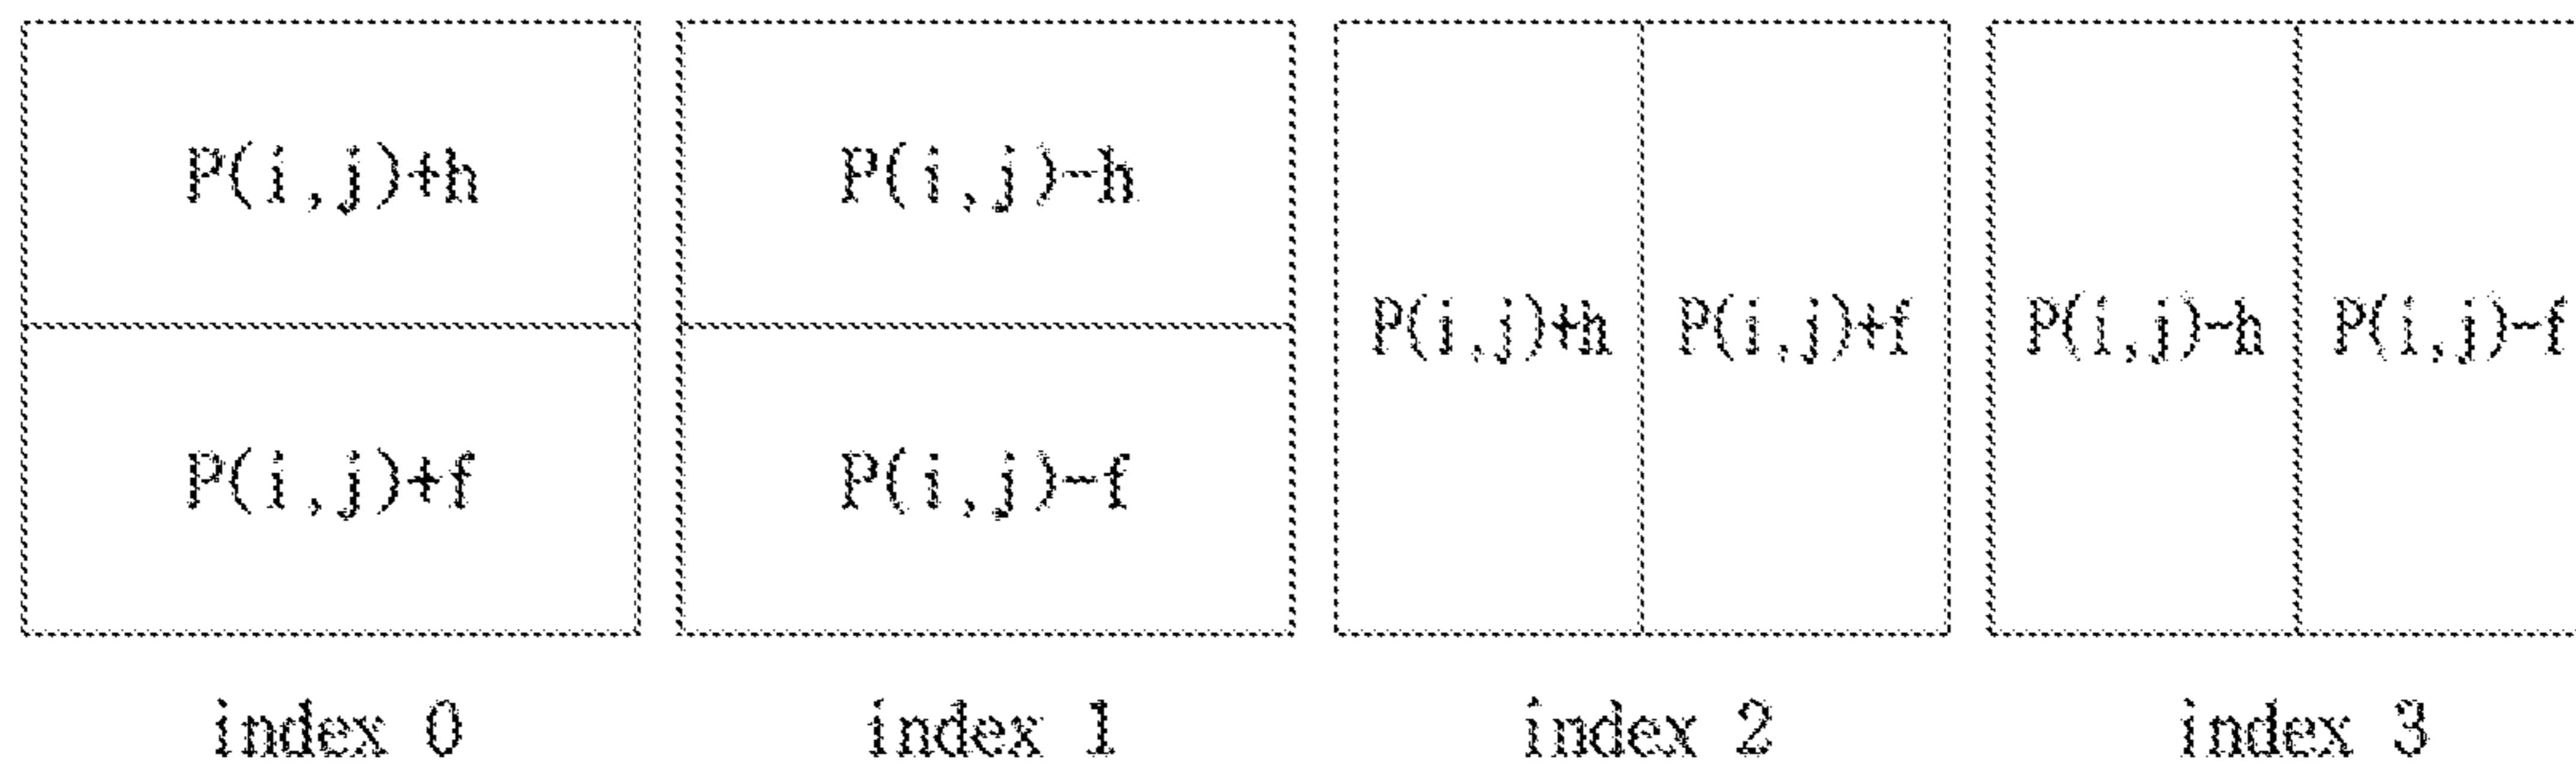 P(i,j)+h
P(i,j)+f
index 0
P(i,j)-h
P(i,j)-f
index 1
P(i,j)+h
P(i,j)+f
index 2
P(i,j)-h
P(i,j)-f
index 3